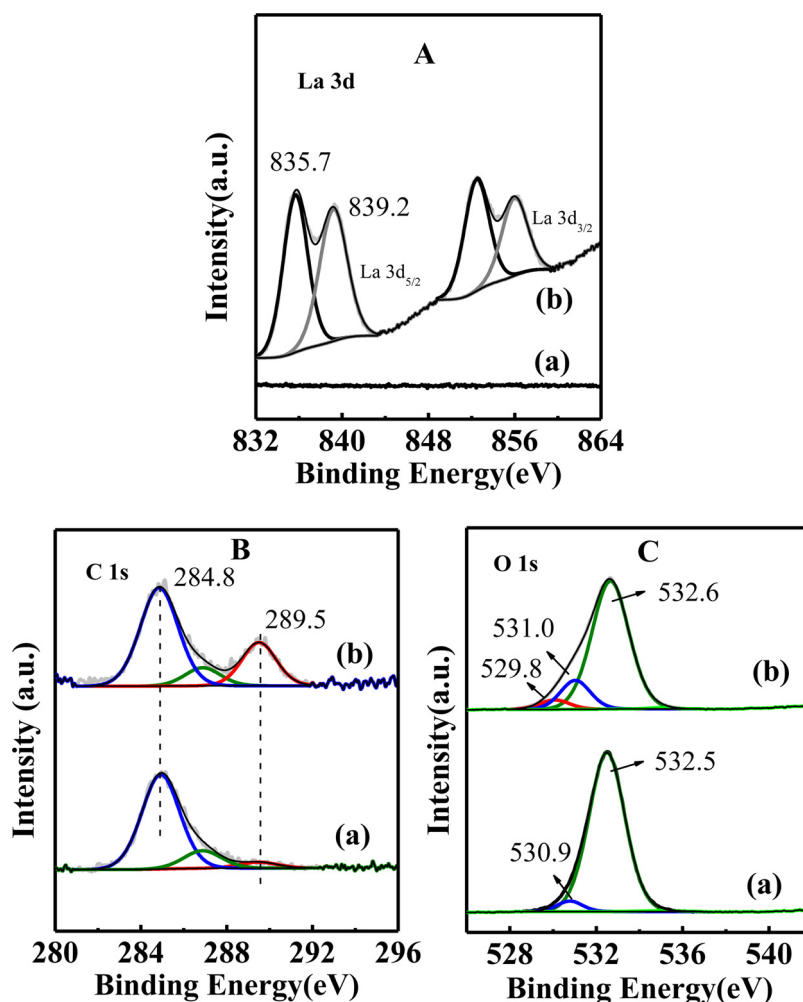 A
La 3d
835.7
839.2
La 3d5/2
La 3d3/2
(b)
(a)
Intensity(a.u.)
832 840 848 856 864
Binding Energy(eV)
B
C 1s
284.8
289.5
(b)
(a)
Intensity (a.u.)
280 284 288 292 296
Binding Energy(eV)
C
O 1s
532.6
531.0
529.8
(b)
532.5
530.9
(a)
Intensity(a.u.)
528 532 536 540
Binding Energy(eV)